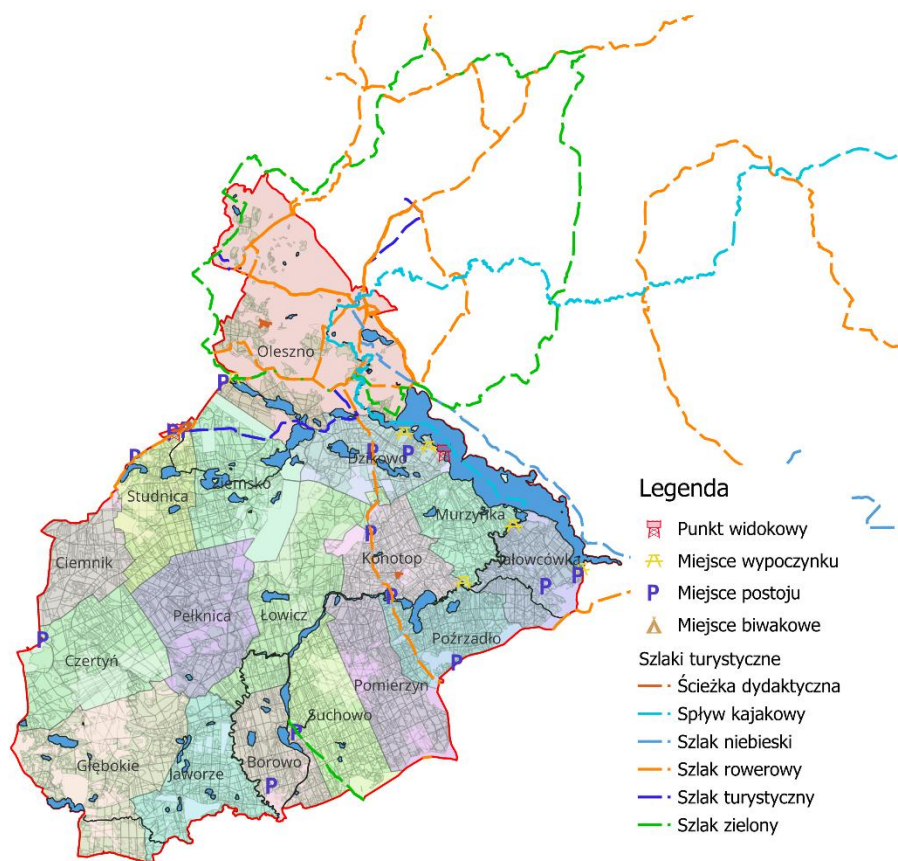 Oleszno
Dzikowo
Studnica
Ziemsko
Murzynka
Ciemnik
Konotop
Jałowcówka
Pełknica
Łowicz
Poźrzadło
Czertyń
Pomierzyn
Suchowo
Głębokie
Jaworze
Borowo
P
P
P
P
P
P
P
P
P
P
P
P
P
Legenda
Punkt widokowy
Miejsce wypoczynku
P Miejsce postoju
Miejsce biwakowe
Szlaki turystyczne
Ścieżka dydaktyczna
Spływ kajakowy
Szlak niebieski
Szlak rowerowy
Szlak turystyczny
Szlak zielony